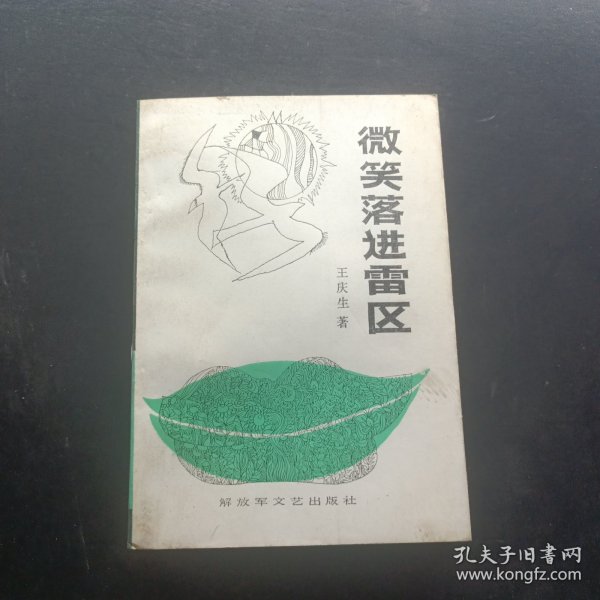 微笑落进雷区
王庆生 著
解放军文艺出版社
孔夫子旧书网
www.kongfz.com